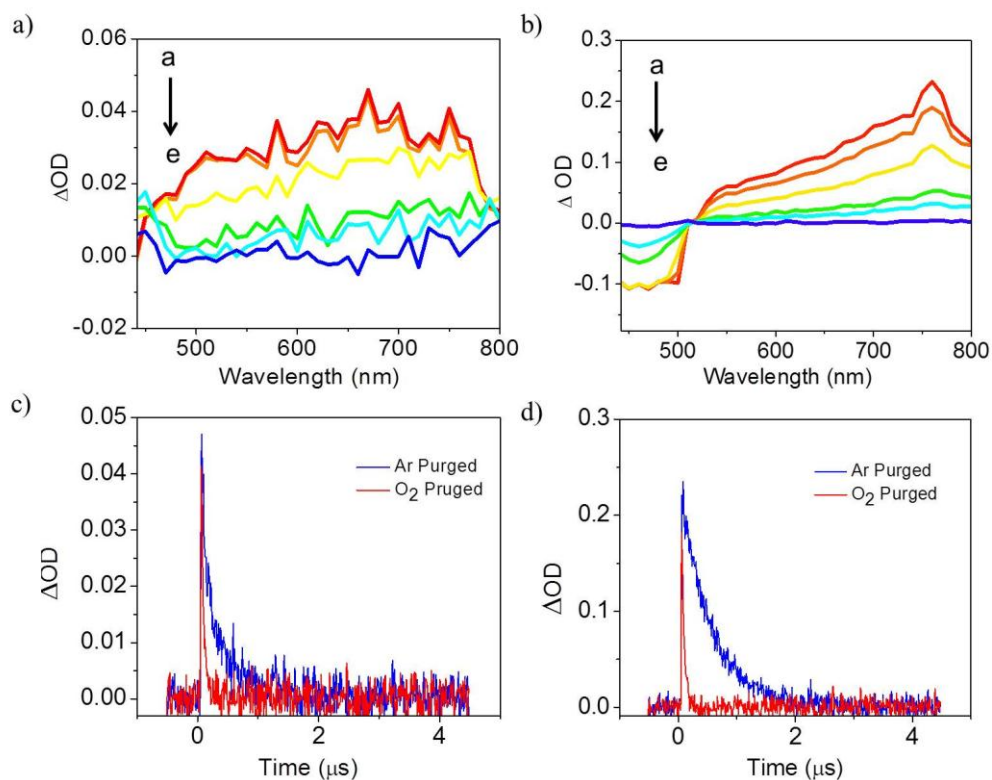 a)
0.06
0.04
0.02
0.00
-0.02
ΔOD
a
e
500 600 700 800
Wavelength (nm)
b)
0.3
0.2
0.1
0.0
-0.1
Δ OD
a
e
500 600 700 800
Wavelength (nm)
c)
0.05
0.04
0.03
0.02
0.01
0.00
ΔOD
Ar Purged
O2 Pruged
0 2 4
Time (μs)
d)
0.3
0.2
0.1
0.0
ΔOD
Ar Purged
O2 Purged
0 2 4
Time (μs)